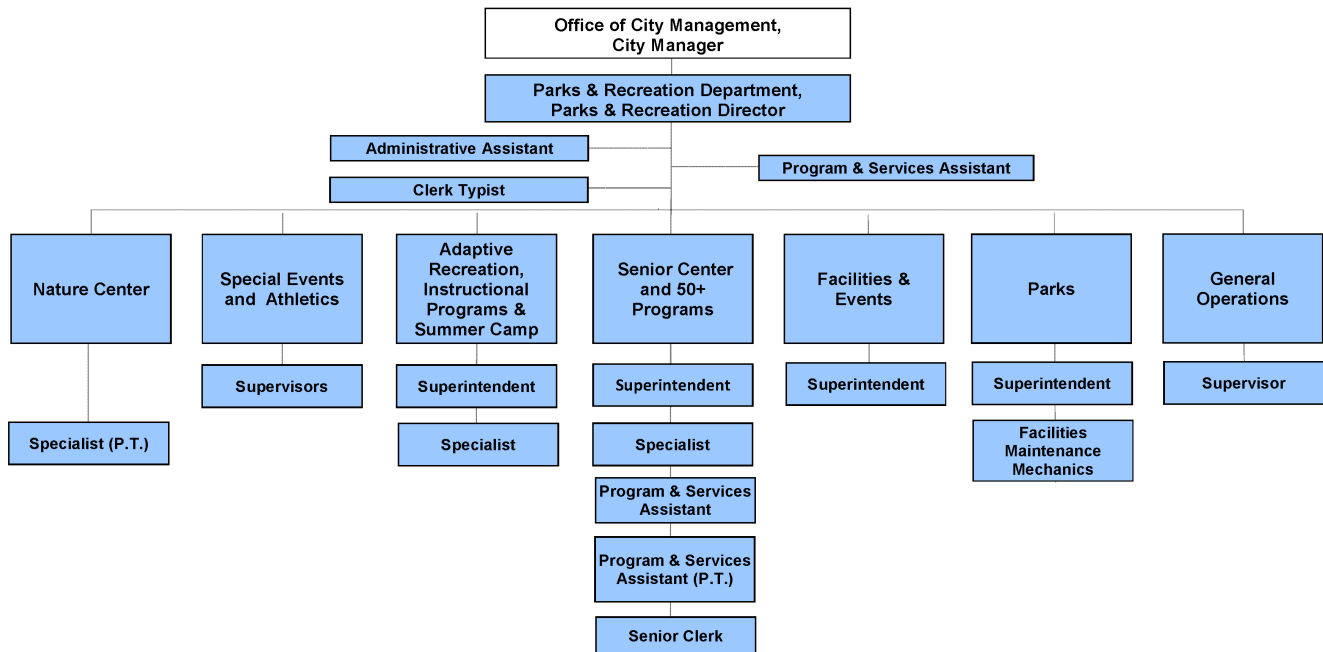 Office of City Management,
City Manager
Parks & Recreation Department,
Parks & Recreation Director
Administrative Assistant
Program & Services Assistant
Clerk Typist
Nature Center
Special Events
and Athletics
Adaptive
Recreation,
Instructional
Programs &
Summer Camp
Senior Center
and 50+
Programs
Facilities &
Events
Parks
General
Operations
Supervisors
Superintendent
Superintendent
Superintendent
Superintendent
Supervisor
Specialist (P.T.)
Specialist
Specialist
Facilities
Maintenance
Mechanics
Program & Services
Assistant
Program & Services
Assistant (P.T.)
Senior Clerk